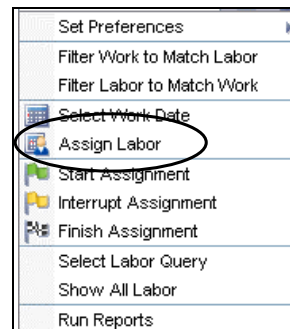 Set Preferences
Filter Work to Match Labor
Filter Labor to Match Work
Select Work Date
Assign Labor
Start Assignment
Interrupt Assignment
Finish Assignment
Select Labor Query
Show All Labor
Run Reports